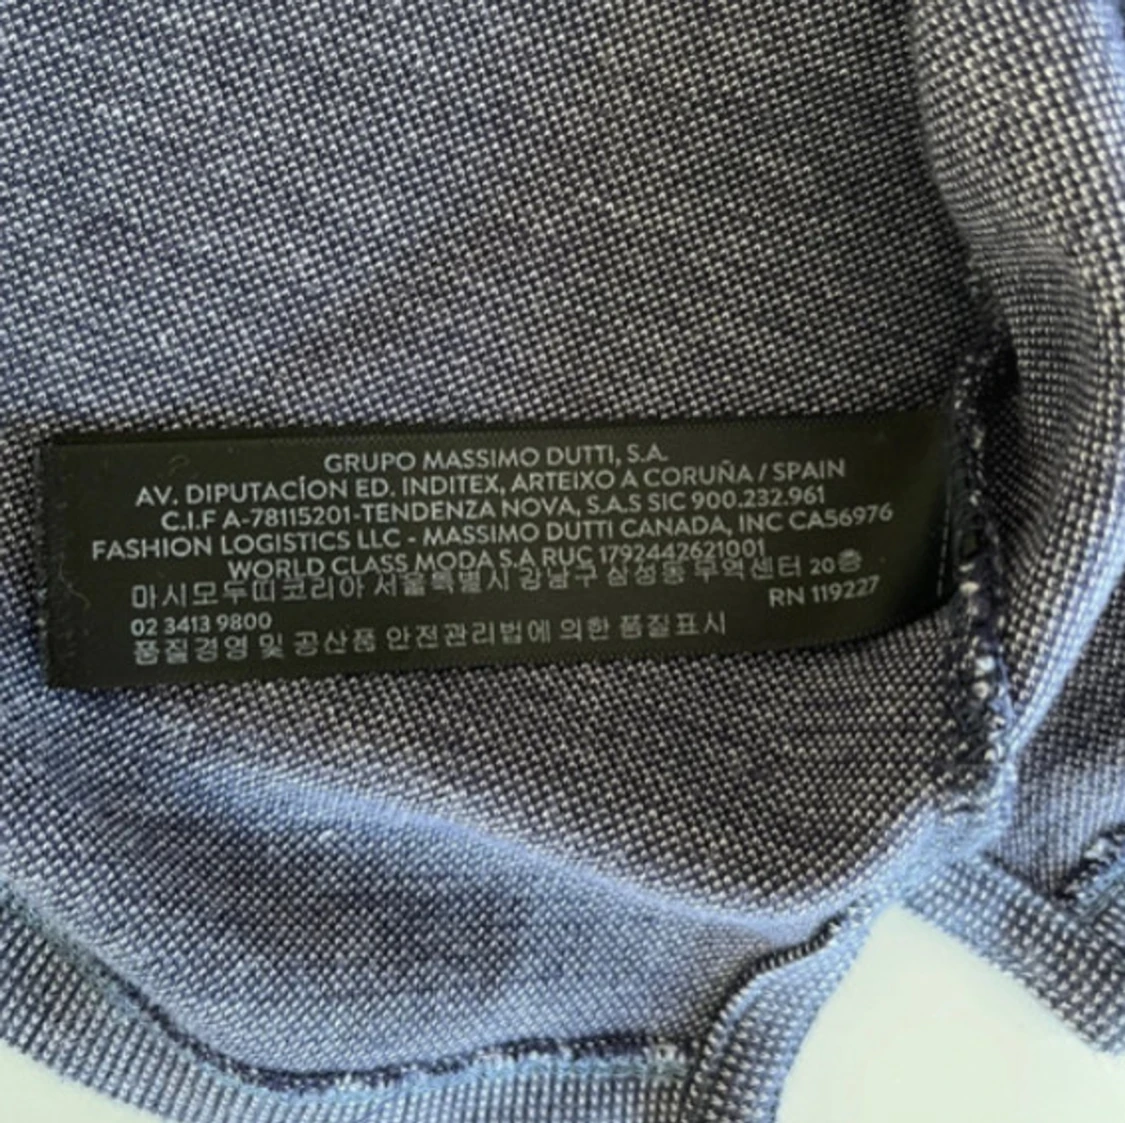 GRUPO MASSIMO DUTTI, S.A.
AV. DIPUTACÍON ED. INDITEX, ARTEIXO A CORUÑA / SPAIN
C.I.F A-78115201-TENDENZA NOVA, S.A.S SIC 900.232.961
FASHION LOGISTICS LLC - MASSIMO DUTTI CANADA, INC CA56976
WORLD CLASS MODA S.A RUC 1792442621001
마시모두띠코리아 서울특별시 강남구 삼성동 무역센터 20층
RN 119227
02 3413 9800
품질경영 및 공산품 안전관리법에 의한 품질표시